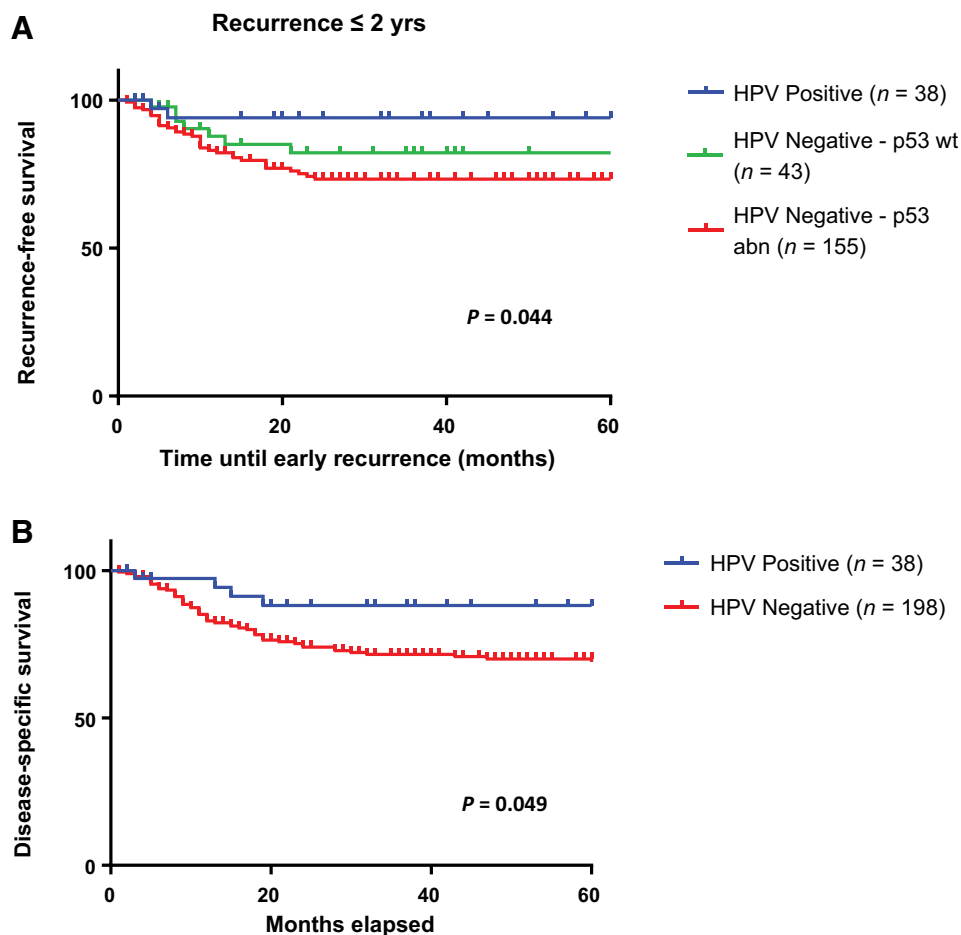 A
Recurrence ≤ 2 yrs
Recurrence-free survival
100
50
0
0 20 40 60
Time until early recurrence (months)
P = 0.044
HPV Positive (n = 38)
HPV Negative - p53 wt
(n = 43)
HPV Negative - p53
abn (n = 155)
B
Disease-specific survival
100
50
0
0 20 40 60
Months elapsed
P = 0.049
HPV Positive (n = 38)
HPV Negative (n = 198)